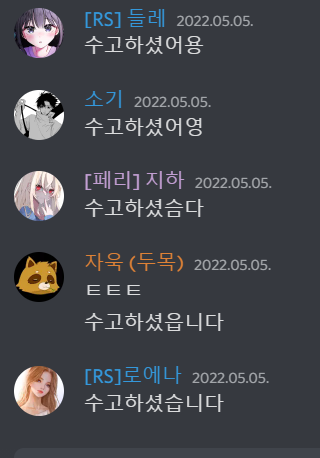 [RS] 들레 2022.05.05.
수고하셨어용
소기 2022.05.05.
수고하셨어영
[페리] 지하 2022.05.05.
수고하셨슴다
자욱 (두목) 2022.05.05.
ㅌㅌㅌ
수고하셨읍니다
[RS]로에나 2022.05.05.
수고하셨습니다